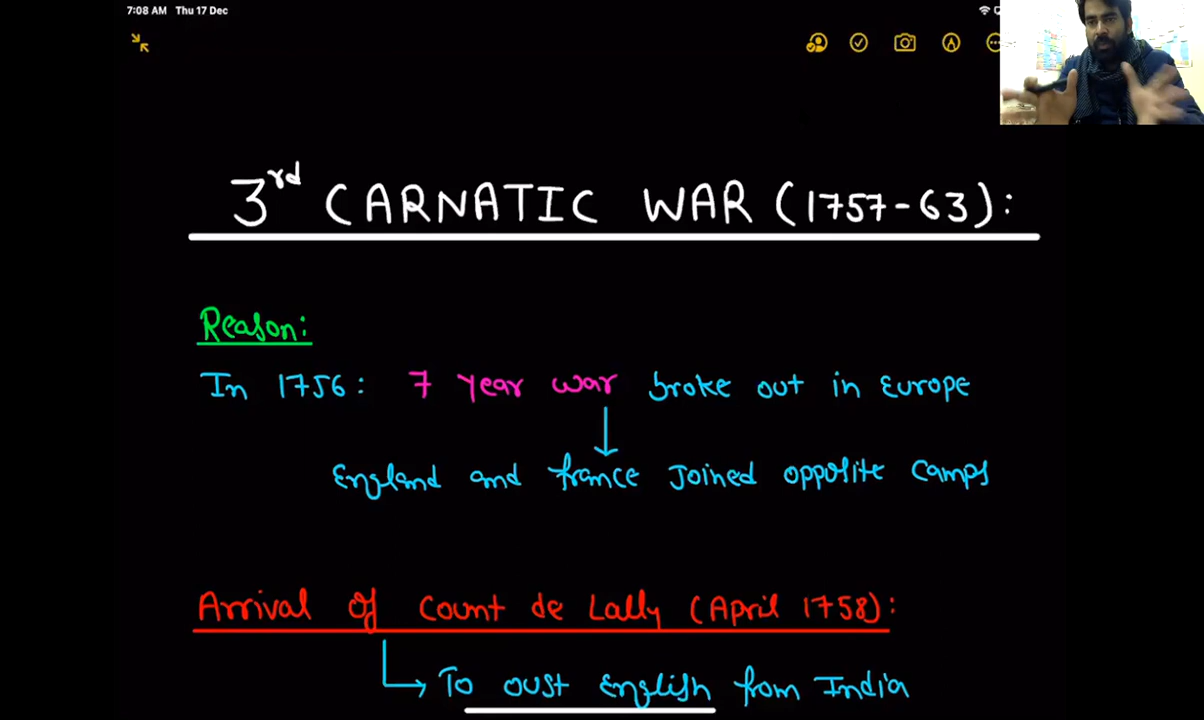 7:08 AM Thu 17 Dec
3rd CARNATIC WAR (1757-63):
Reason:
In 1756: 7 year war broke out in Europe
England and france Joined opposite camps
Arrival of Count de Lally (April 1758):
To oust English from India